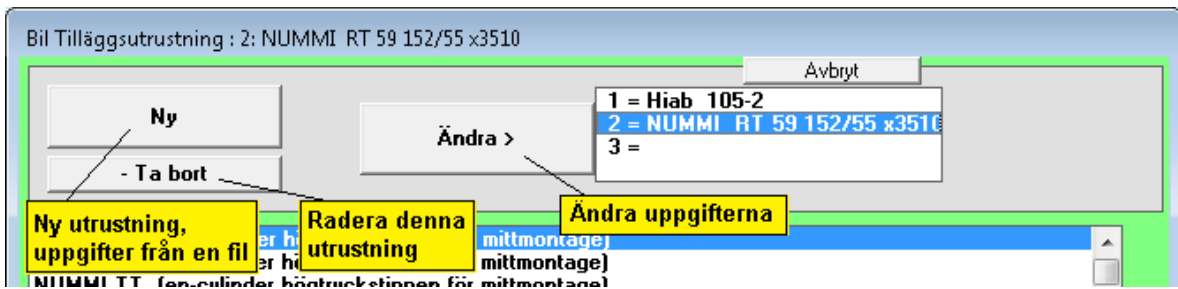 Bil Tilläggsutrustning : 2: NUMMI RT 59 152/55 x3510
Avbryt
Ny
Ändra >
1 = Hiab 105-2
2 = NUMMI RT 59 152/55 x3510
3 =
- Ta bort
Ny utrustning,
uppgifter från en fil
Radera denna
utrustning
Ändra uppgifterna
mittmontage)
mittmontage)
NUMMI TT (en-cylinder högtryckstippen för mittmontage)